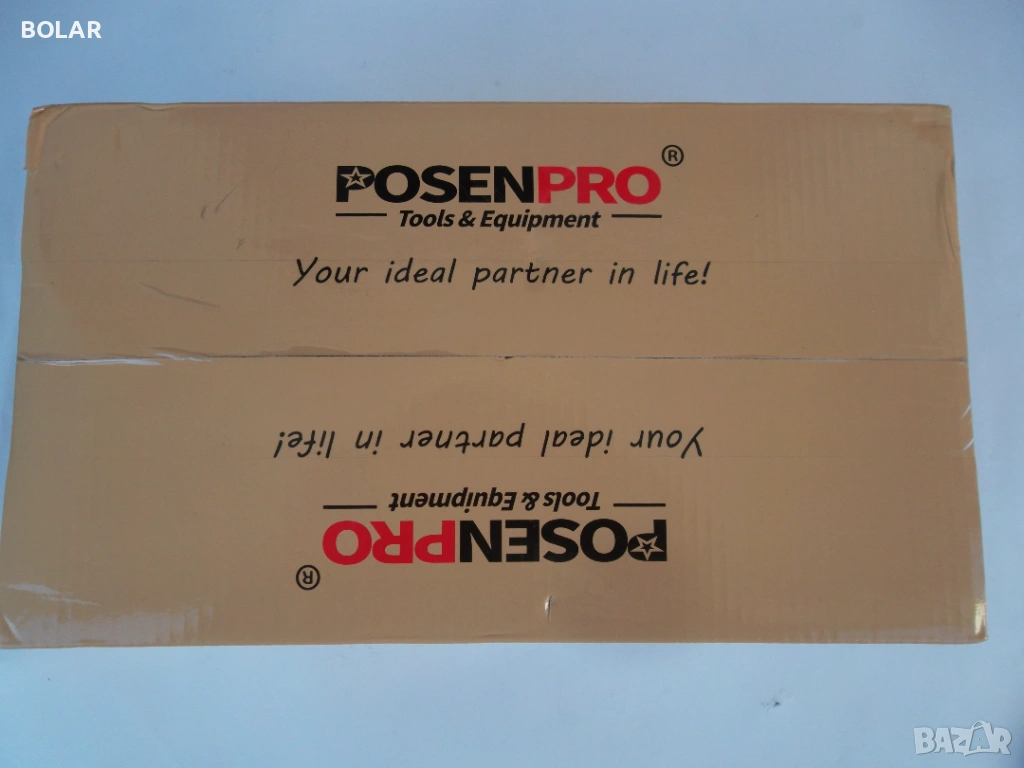 BOLAR
POSENPRO®
Tools & Equipment
Your ideal partner in life!
Your ideal partner in life!
Tools & Equipment
POSENPRO®
BAZAR